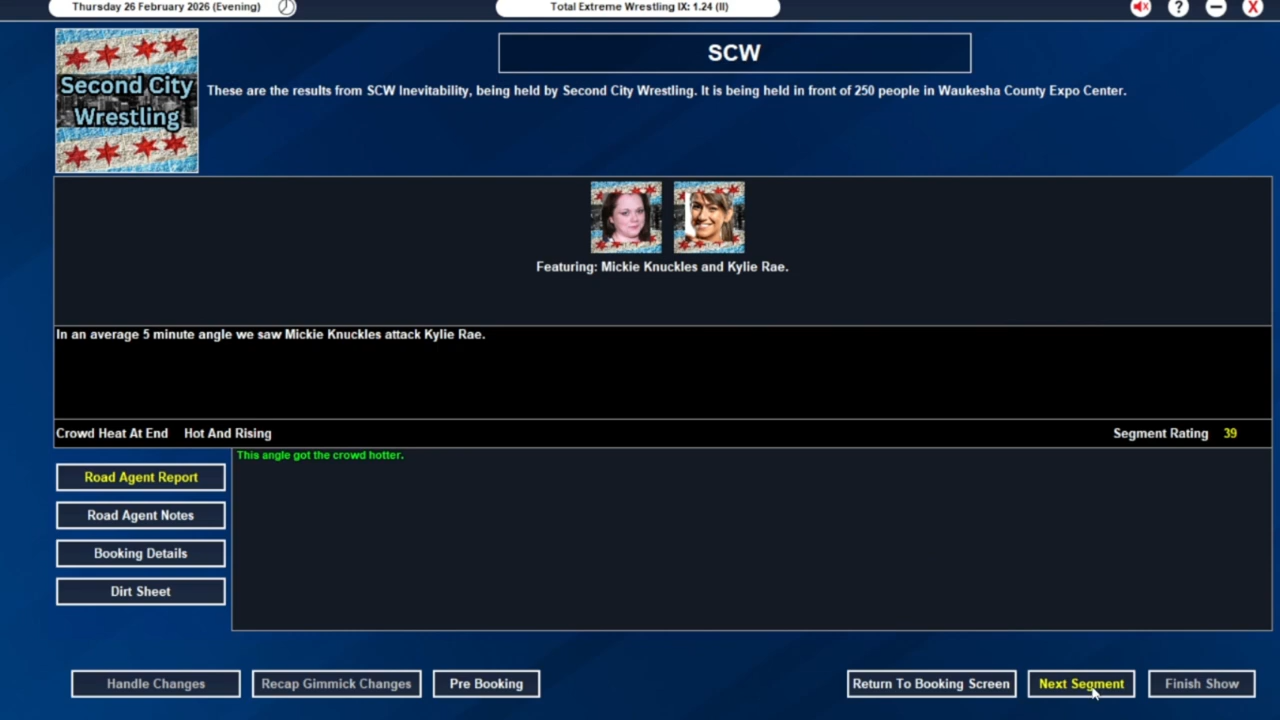 Thursday 26 February 2026 (Evening)
Total Extreme Wrestling IX: 1.24 (II)
?
X
Second City
Wrestling
SCW
These are the results from SCW Inevitability, being held by Second City Wrestling. It is being held in front of 250 people in Waukesha County Expo Center.
Featuring: Mickie Knuckles and Kylie Rae.
In an average 5 minute angle we saw Mickie Knuckles attack Kylie Rae.
Crowd Heat At End Hot And Rising
Segment Rating 39
Road Agent Report
Road Agent Notes
Booking Details
Dirt Sheet
This angle got the crowd hotter.
Handle Changes
Recap Gimmick Changes
Pre Booking
Return To Booking Screen
Next Segment
Finish Show